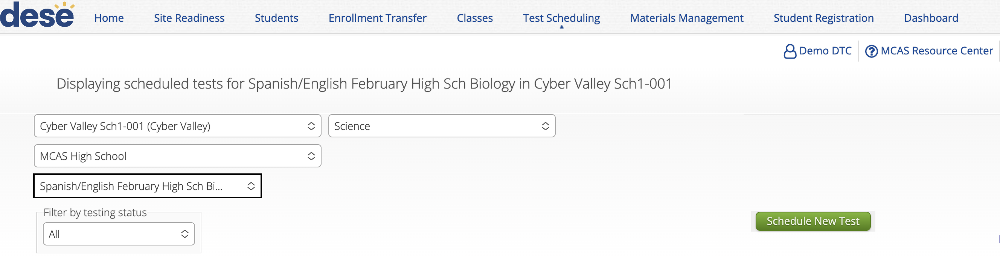 dese
Home Site Readiness Students Enrollment Transfer Classes Test Scheduling Materials Management Student Registration Dashboard
Demo DTC MCAS Resource Center
Displaying scheduled tests for Spanish/English February High Sch Biology in Cyber Valley Sch1-001
Cyber Valley Sch1-001 (Cyber Valley) Science
MCAS High School
Spanish/English February High Sch Bi...
Filter by testing status
All
Schedule New Test